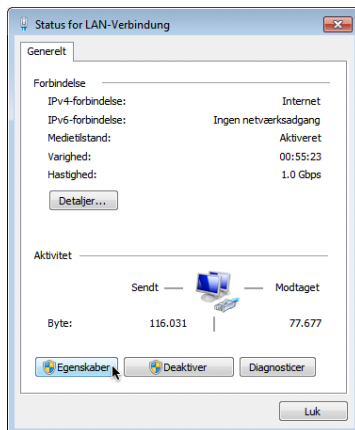 Status for LAN-Verbindung
Generelt
Forbindelse
IPv4-forbindelse: Internet
IPv6-forbindelse: Ingen netværksadgang
Medietilstand: Aktiveret
Varighed: 00:55:23
Hastighed: 1.0 Gbps
Detaljer...
Aktivitet
Sendt Modtaget
Byte: 116.031 77.677
Egenskaber Deaktiver Diagnosticer
Luk